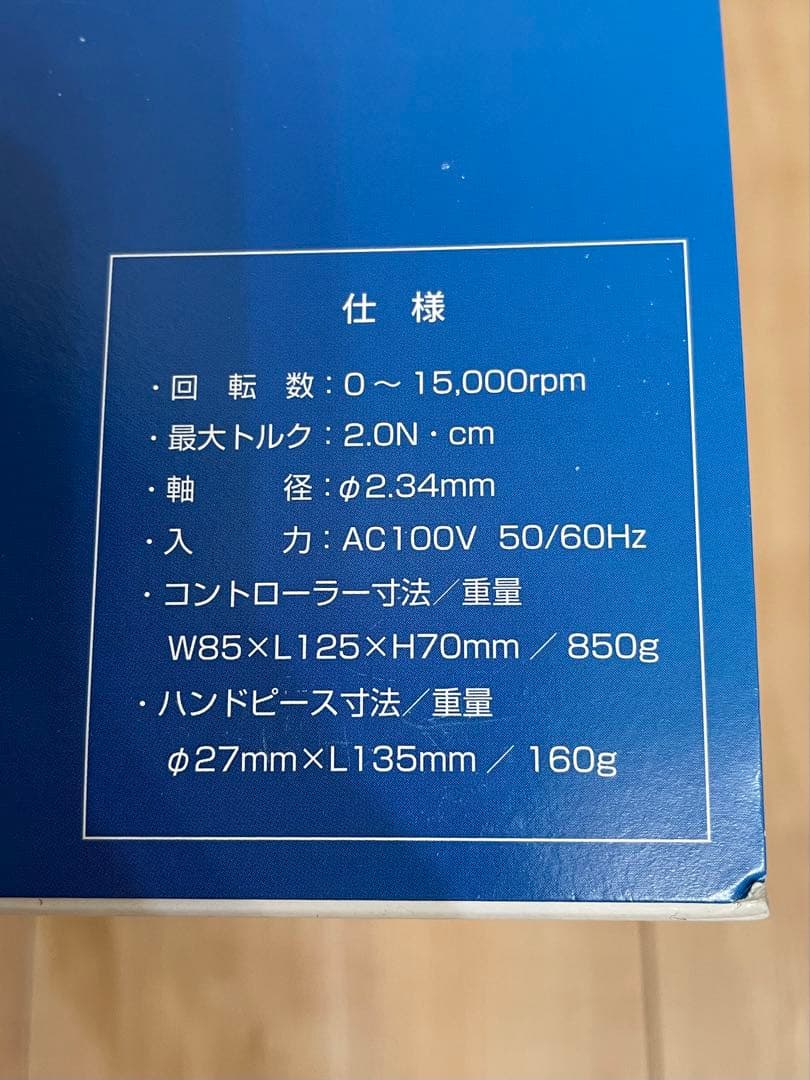 仕 様
・回 転 数：0 ～ 15,000rpm
・最大トルク：2.0N・cm
・軸 径：φ2.34mm
・入 力：AC100V 50/60Hz
・コントローラー寸法／重量
W85×L125×H70mm ／ 850g
・ハンドピース寸法／重量
φ27mm×L135mm ／ 160g